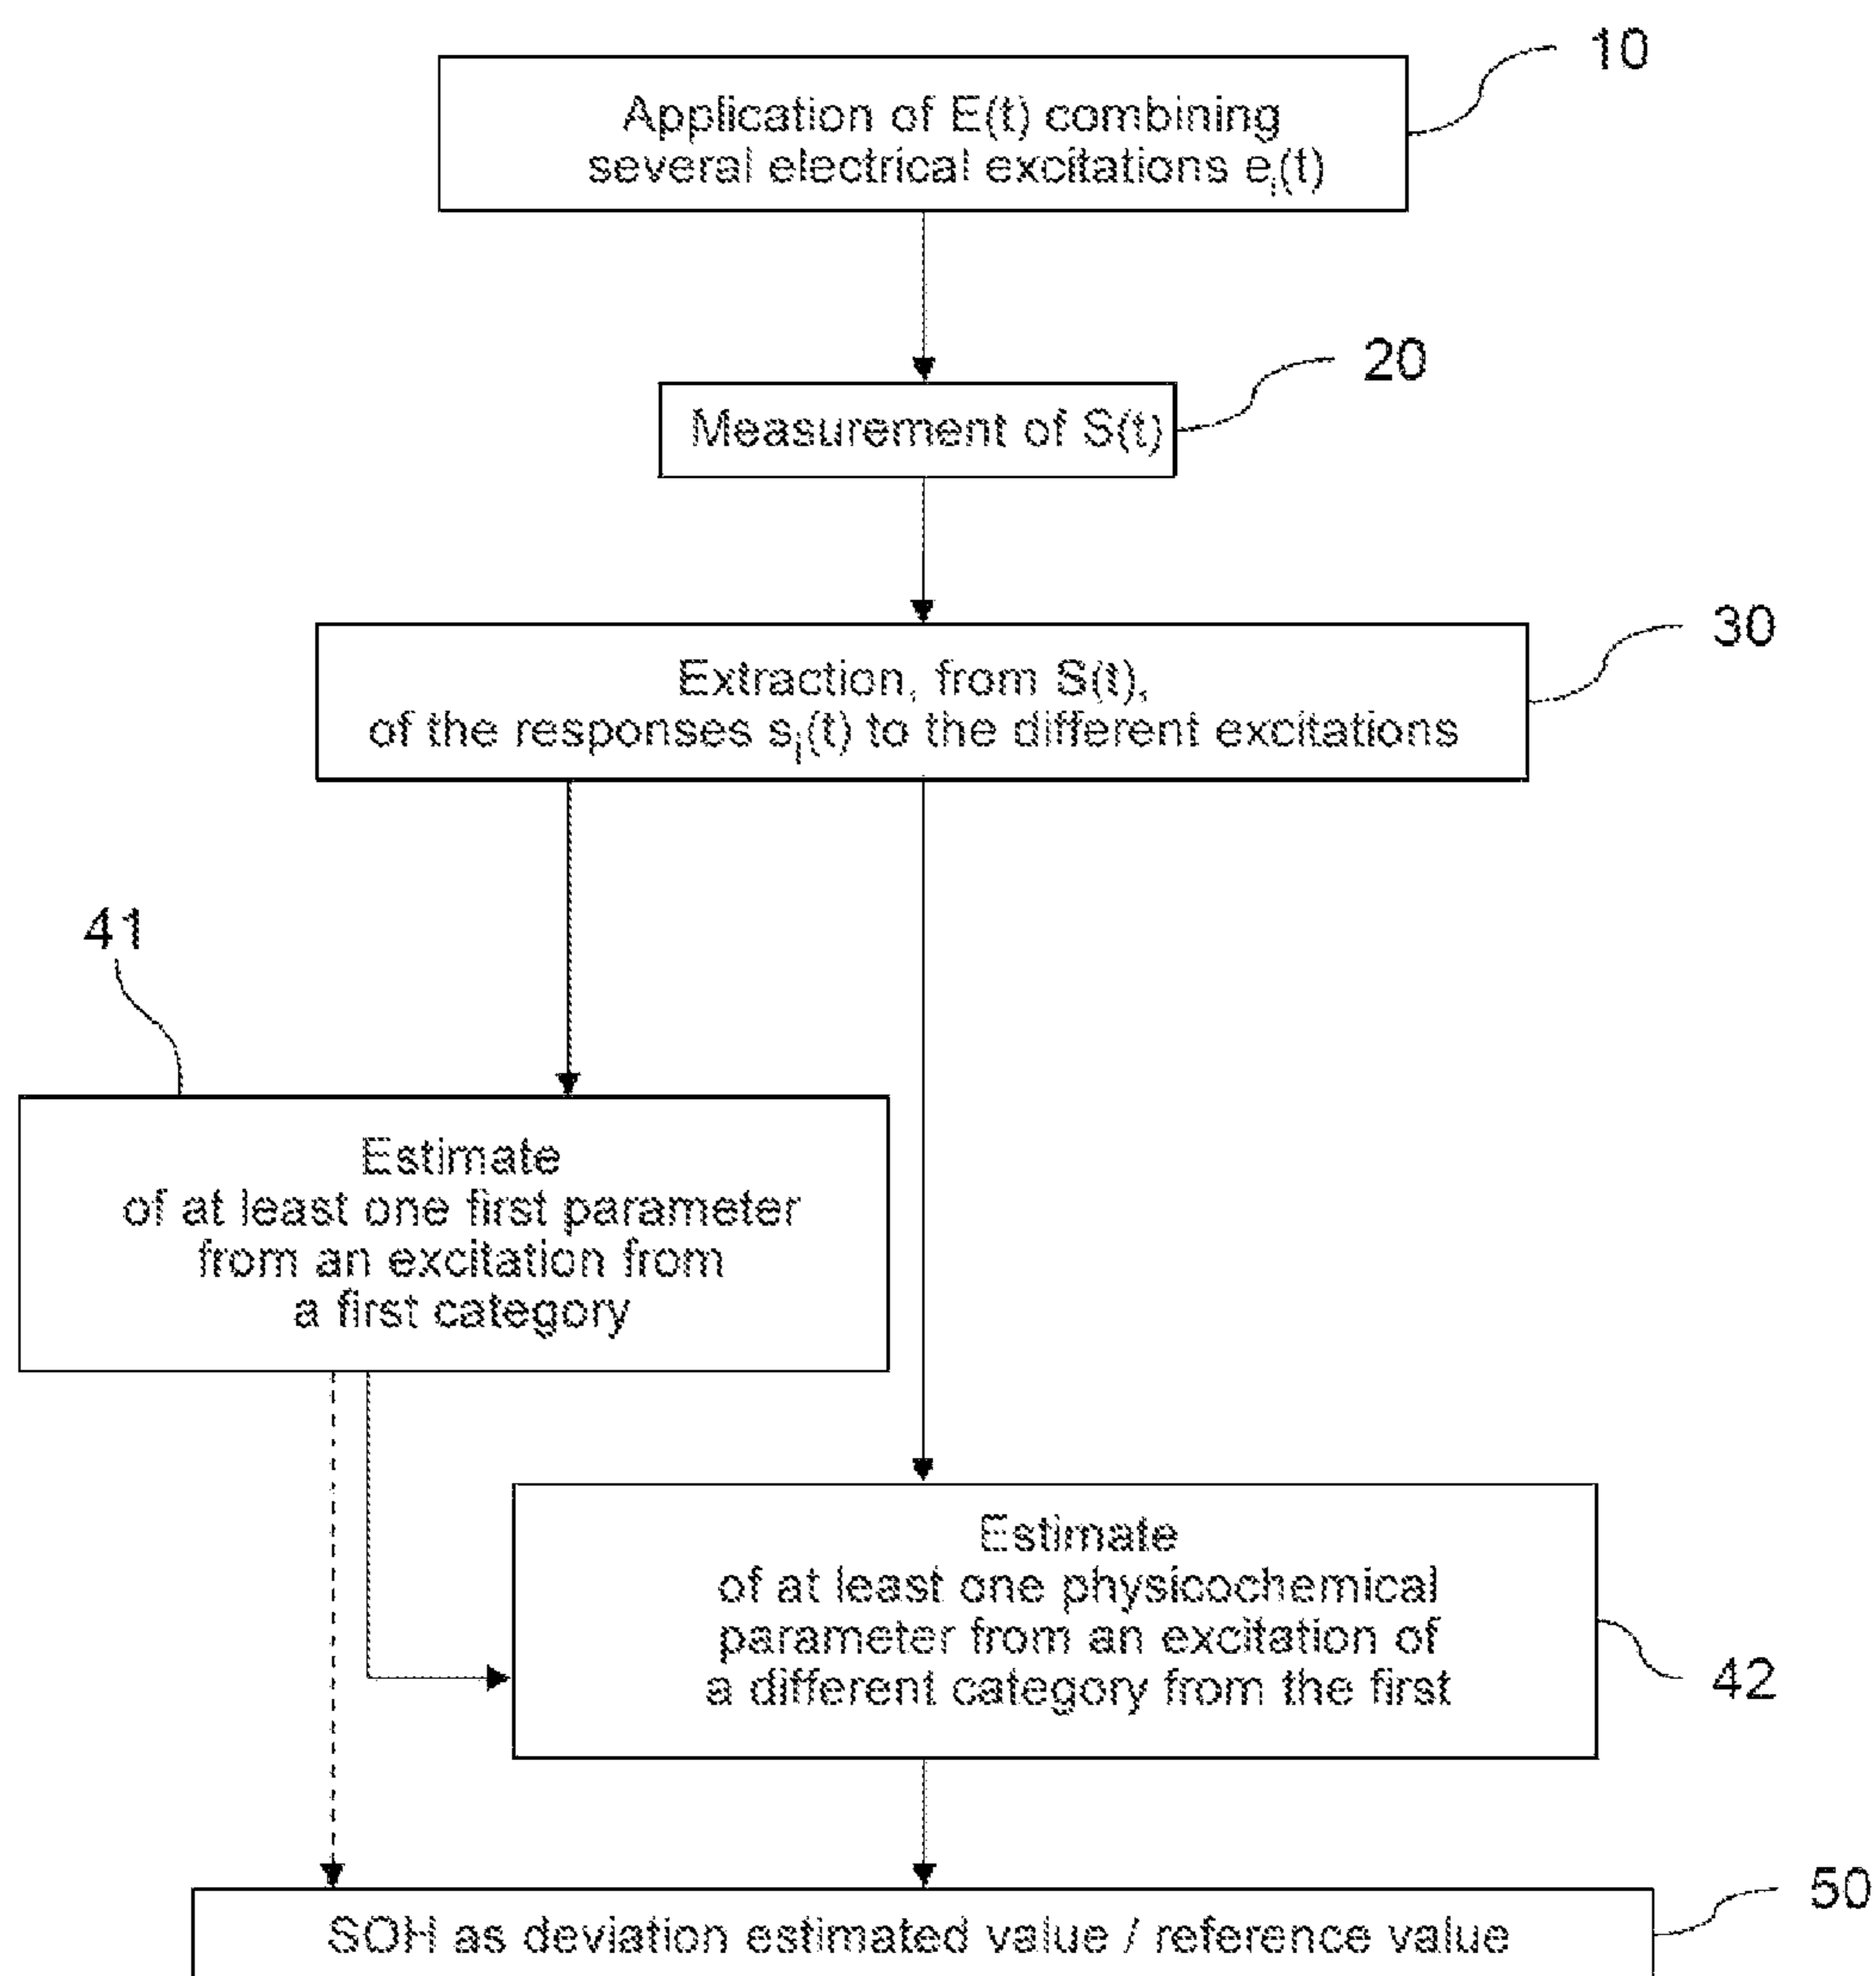 10
Application of E(t) combining
several electrical excitations eᵢ(t)
20
Measurement of S(t)
30
Extraction, from S(t),
of the responses sᵢ(t) to the different excitations
41
Estimate
of at least one first parameter
from an excitation from
a first category
Estimate
of at least one physicochemical
parameter from an excitation of
a different category from the first
42
50
SOH as deviation estimated value / reference value